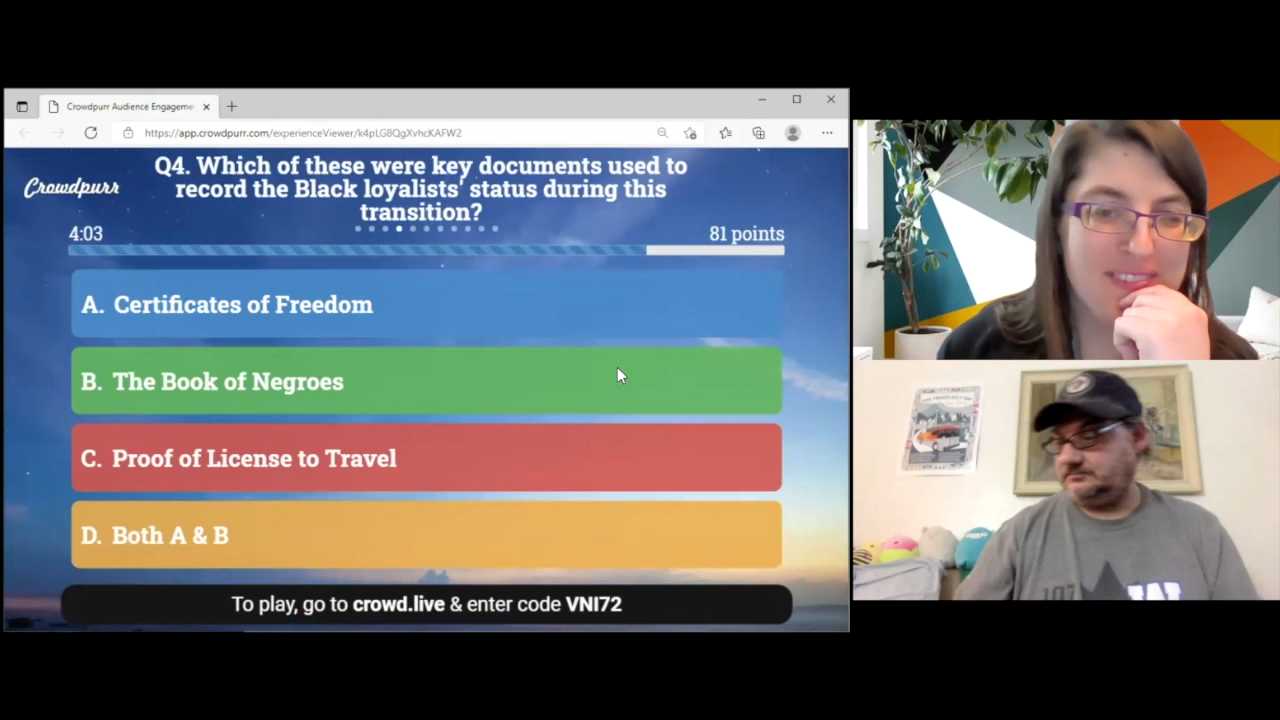 Crowdpurr Audience Engageme
https://app.crowdpurr.com/experienceViewer/k4pLG8QgXvhcKAFW2
Crowdpurr
Q4. Which of these were key documents used to
record the Black loyalists' status during this
transition?
4:03
81 points
A. Certificates of Freedom
B. The Book of Negroes
C. Proof of License to Travel
D. Both A & B
To play, go to crowd.live & enter code VNI72